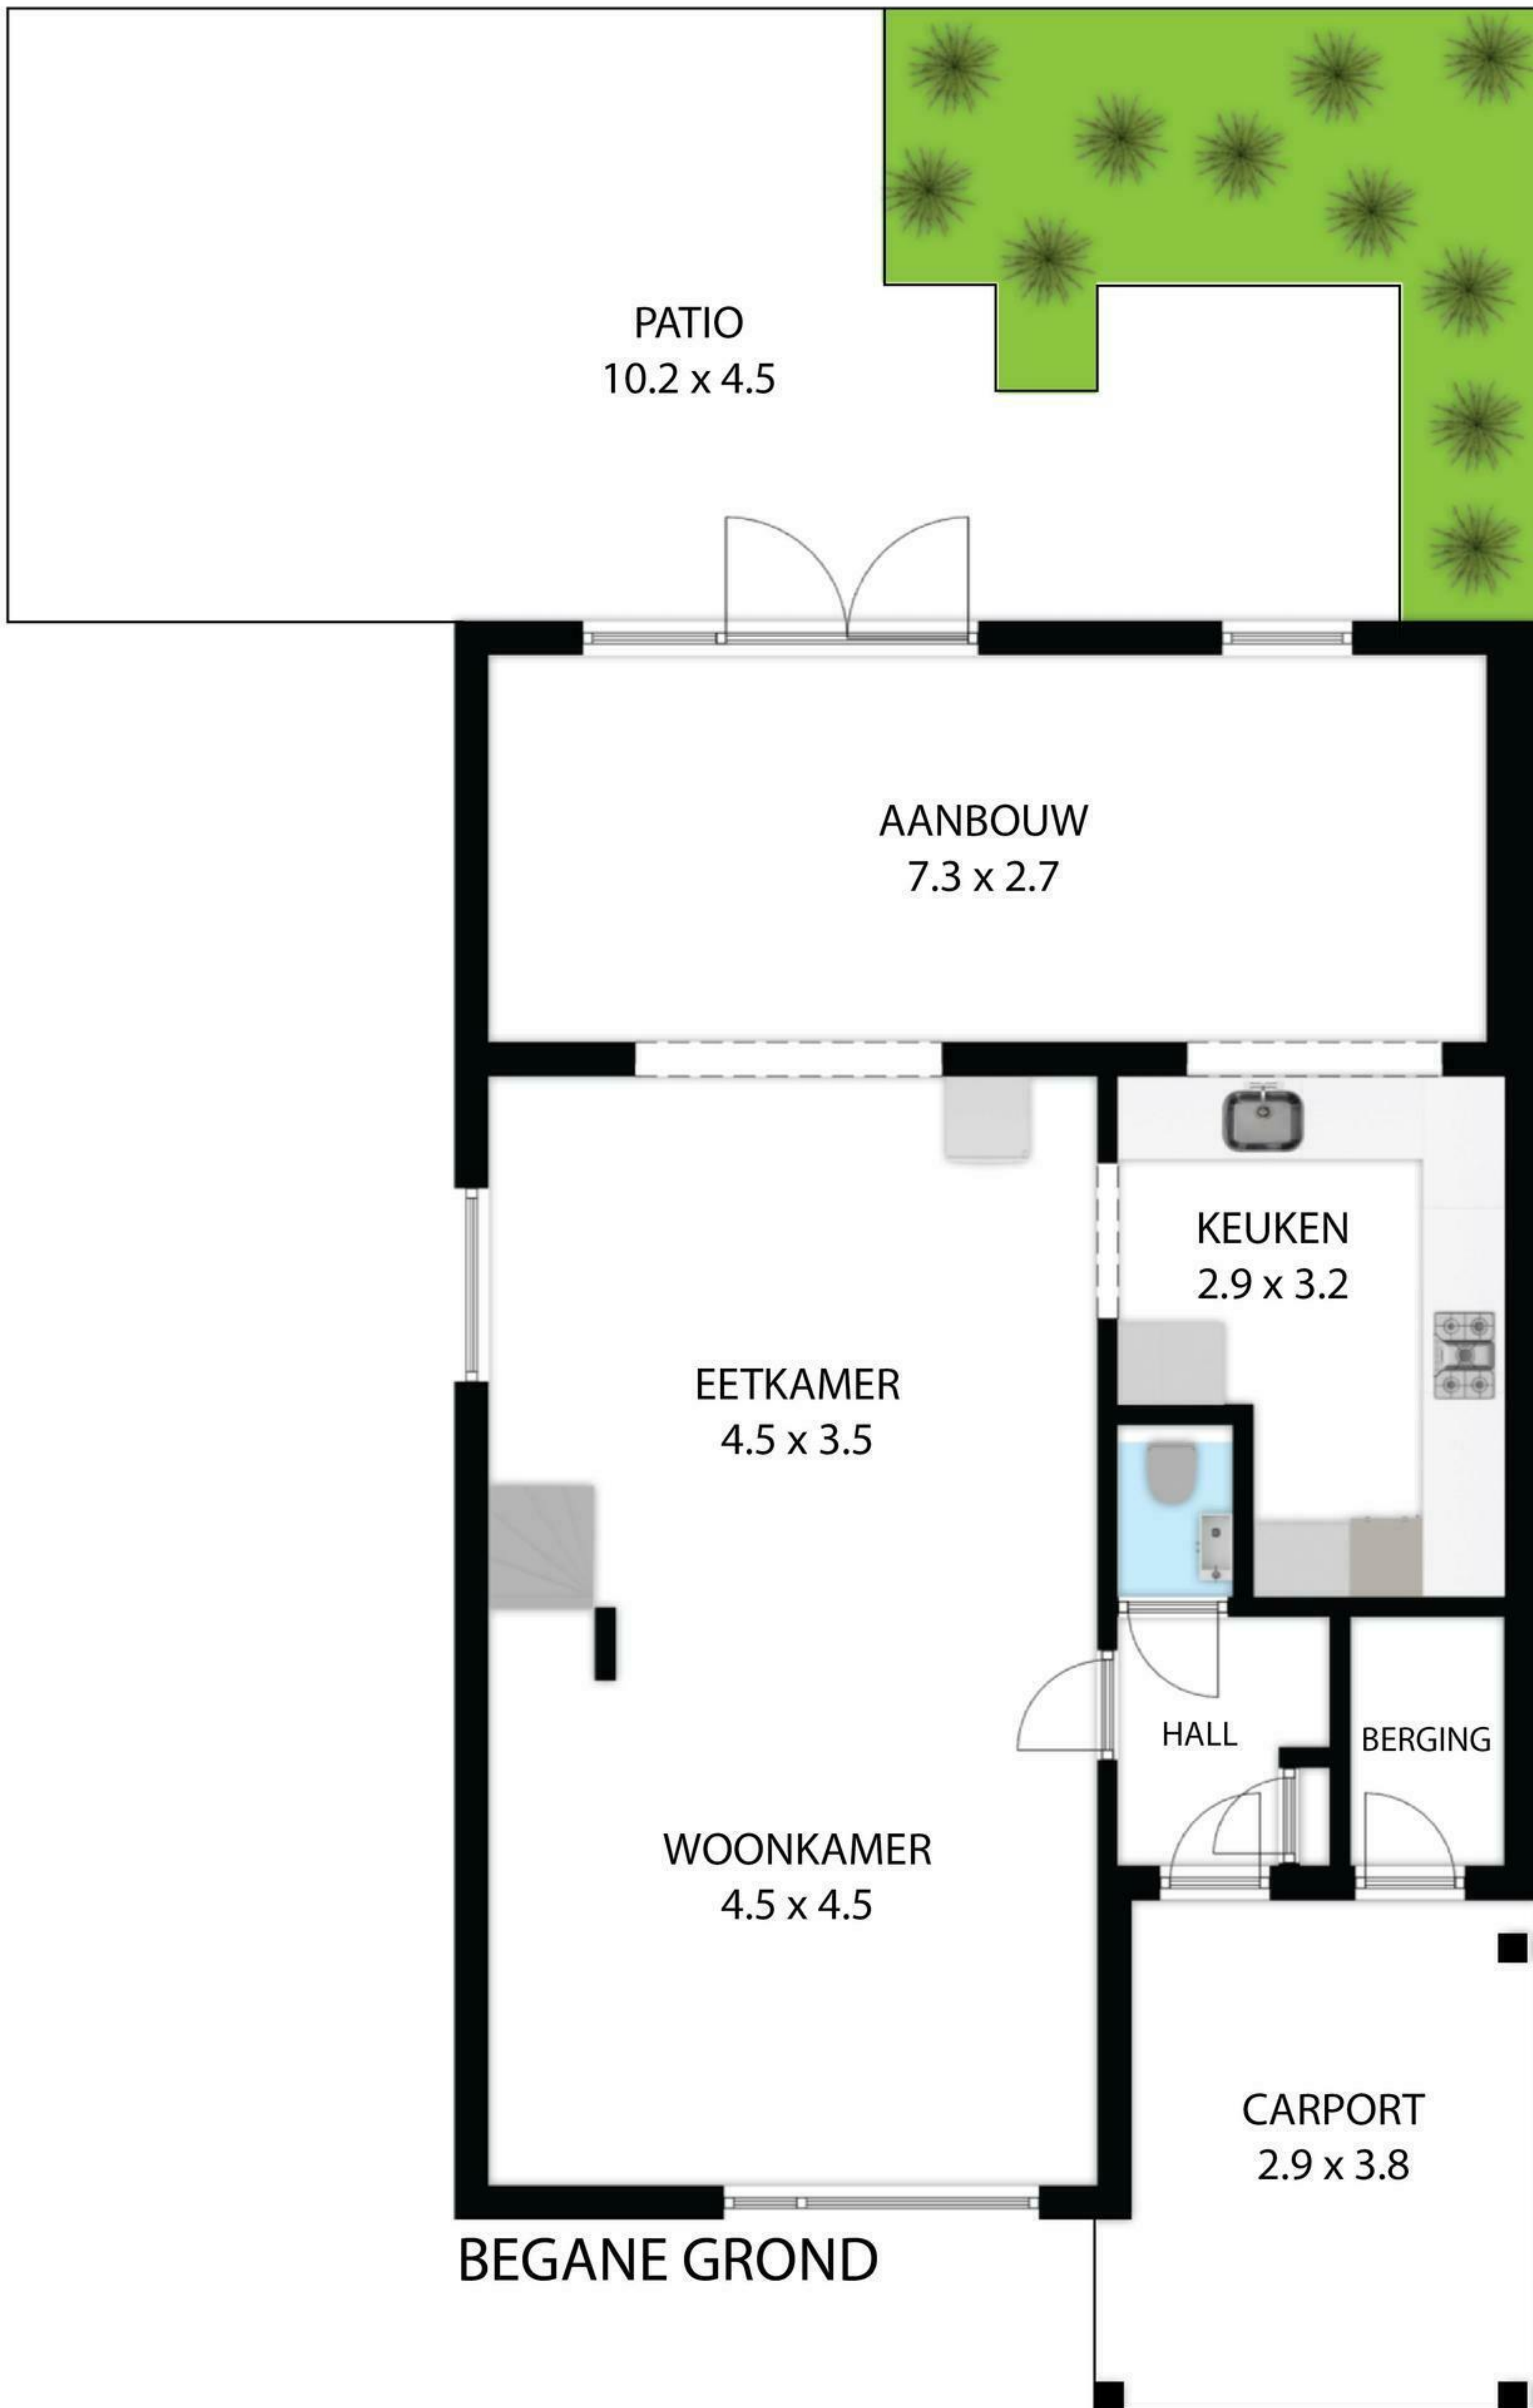 PATIO
10.2 x 4.5
AANBOUW
7.3 x 2.7
KEUKEN
2.9 x 3.2
EETKAMER
4.5 x 3.5
HALL
BERGING
WOONKAMER
4.5 x 4.5
CARPORT
2.9 x 3.8
BEGANE GROND